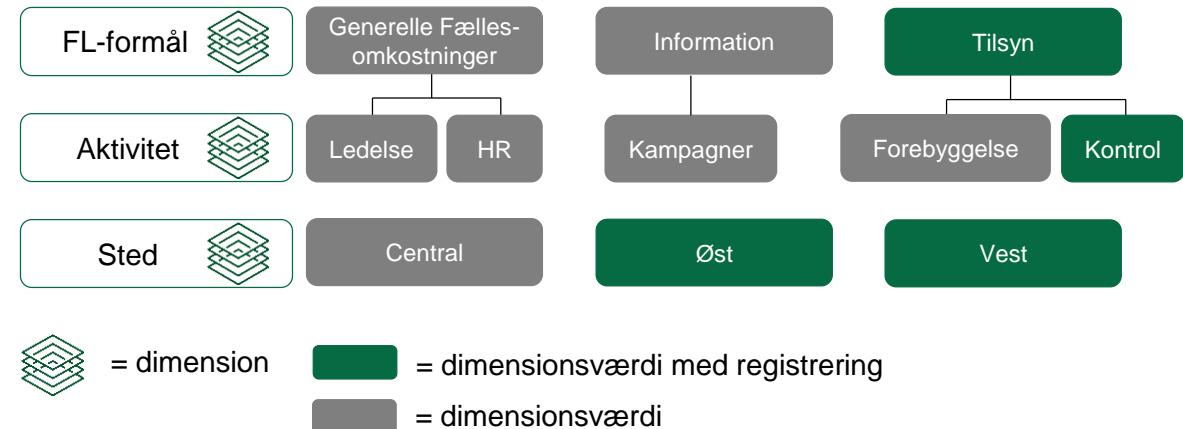 FL-formål
Generelle Fælles-
omkostninger
Information
Tilsyn
Aktivitet
Ledelse
HR
Kampagner
Forebyggelse
Kontrol
Sted
Central
Øst
Vest
= dimension
= dimensionsværdi med registrering
= dimensionsværdi